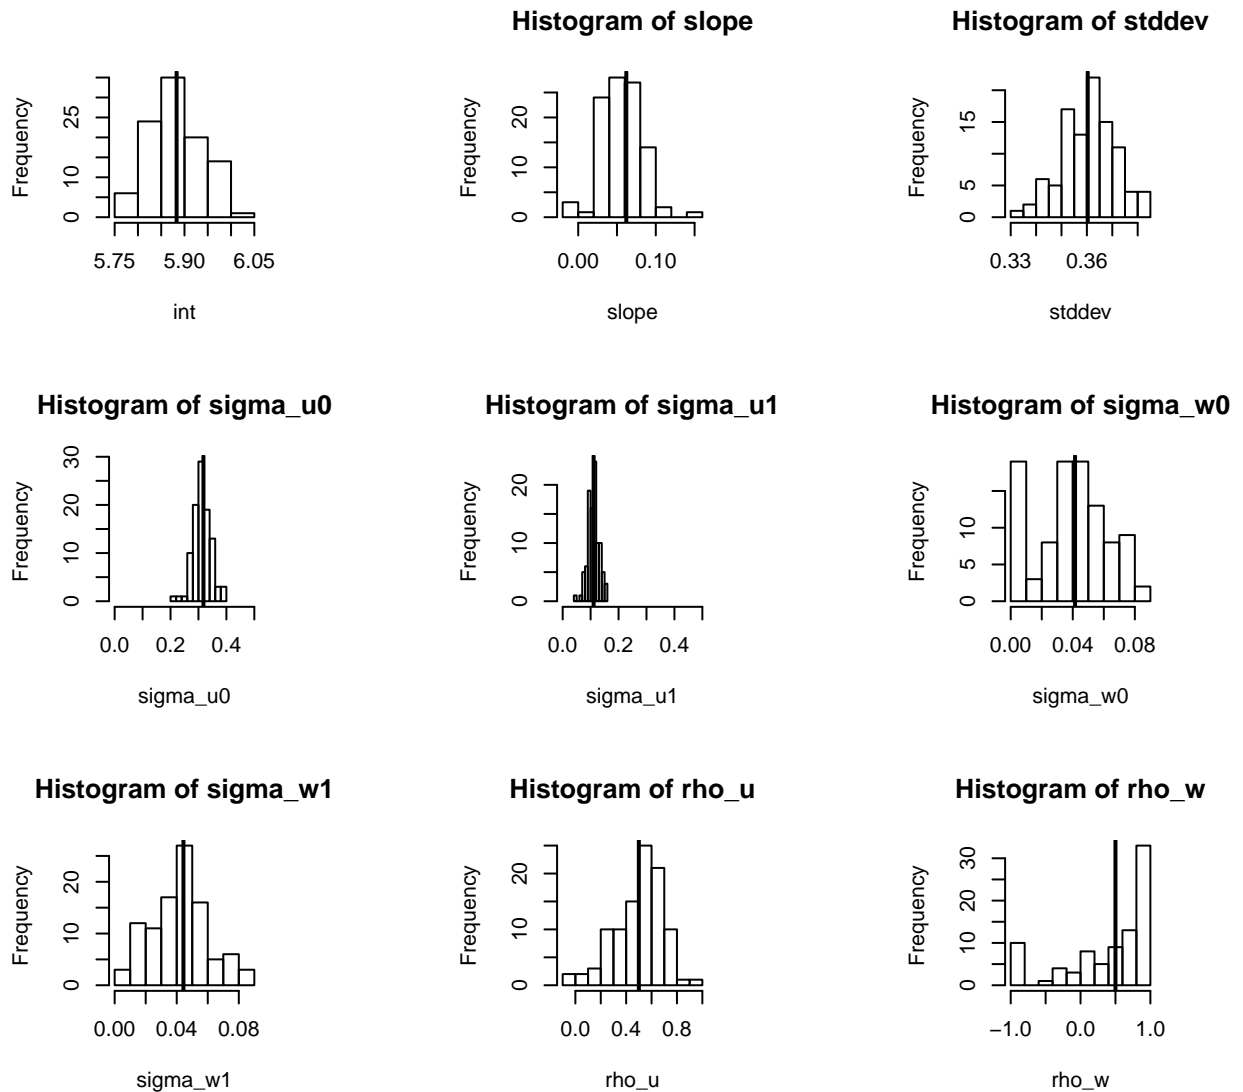 Histogram of slope
Histogram of stddev
Frequency
0
10
25
5.75
5.90
6.05
int
Frequency
0
10
20
0.00
0.10
slope
Frequency
0
5
15
0.33
0.36
stddev
Histogram of sigma_u0
Histogram of sigma_u1
Histogram of sigma_w0
Frequency
0
10
20
30
0.0
0.2
0.4
sigma_u0
Frequency
0
5
10
20
0.0
0.2
0.4
sigma_u1
Frequency
0
5
10
0.00
0.04
0.08
sigma_w0
Histogram of sigma_w1
Histogram of rho_u
Histogram of rho_w
Frequency
0
10
20
0.00
0.04
0.08
sigma_w1
Frequency
0
5
10
20
0.0
0.4
0.8
rho_u
Frequency
0
10
20
30
−1.0
0.0
1.0
rho_w